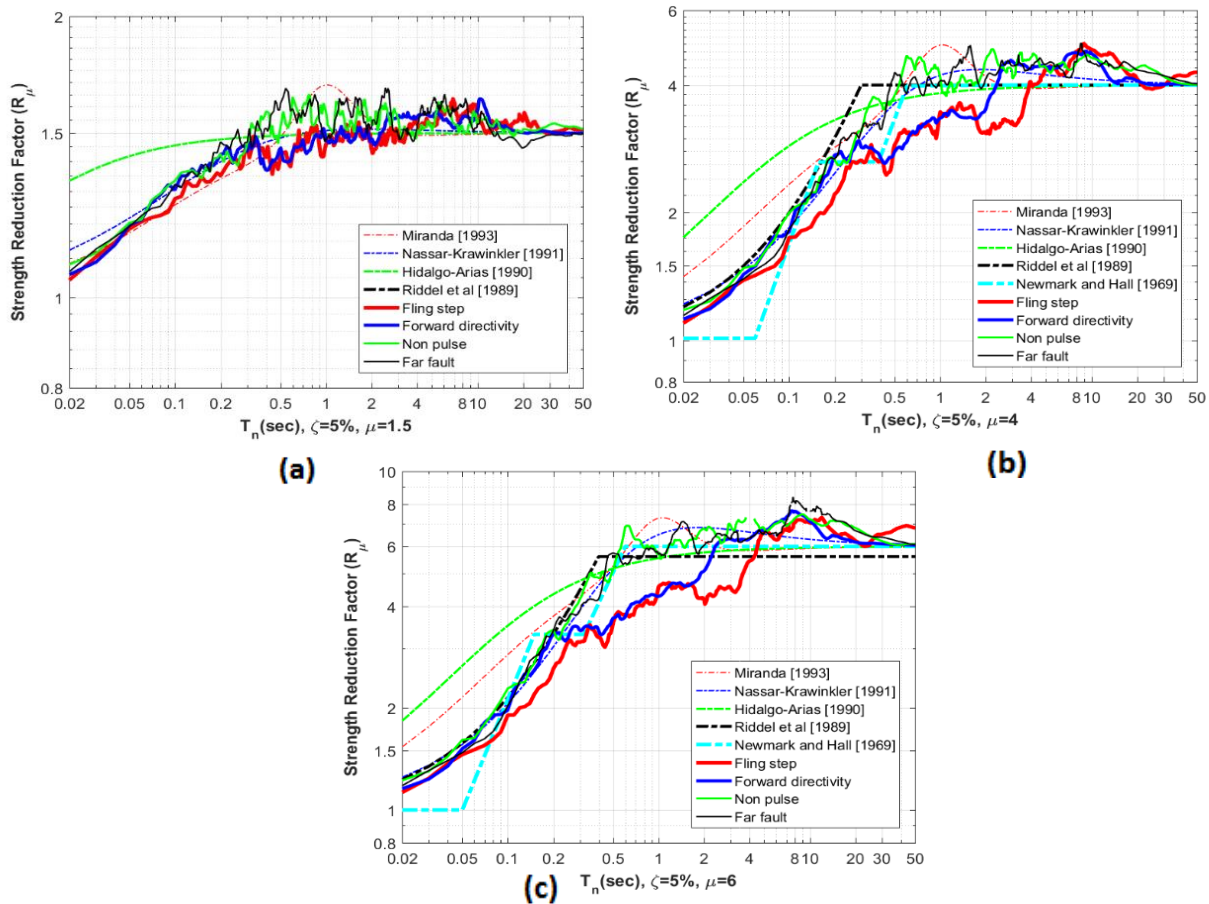 (a)
Strength Reduction Factor (Rμ)
2
1.5
1
0.8
Miranda [1993]
Nassar-Krawinkler [1991]
Hidalgo-Arias [1990]
Riddel et al [1989]
Fling step
Forward directivity
Non pulse
Far fault
0.02 0.05 0.1 0.2 0.5 1 2 4 8 10 20 30 50
Tn(sec), ζ=5%, μ=1.5
(b)
Strength Reduction Factor (Rμ)
6
4
2
1.5
1
0.8
Miranda [1993]
Nassar-Krawinkler [1991]
Hidalgo-Arias [1990]
Riddel et al [1989]
Newmark and Hall [1969]
Fling step
Forward directivity
Non pulse
Far fault
0.02 0.05 0.1 0.2 0.5 1 2 4 8 10 20 30 50
Tn(sec), ζ=5%, μ=4
Strength Reduction Factor (Rμ)
10
8
6
4
2
1.5
1
0.8
Miranda [1993]
Nassar-Krawinkler [1991]
Hidalgo-Arias [1990]
Riddel et al [1989]
Newmark and Hall [1969]
Fling step
Forward directivity
Non pulse
Far fault
0.02 0.05 0.1 0.2 0.5 1 2 4 8 10 20 30 50
(c)
Tn(sec), ζ=5%, μ=6